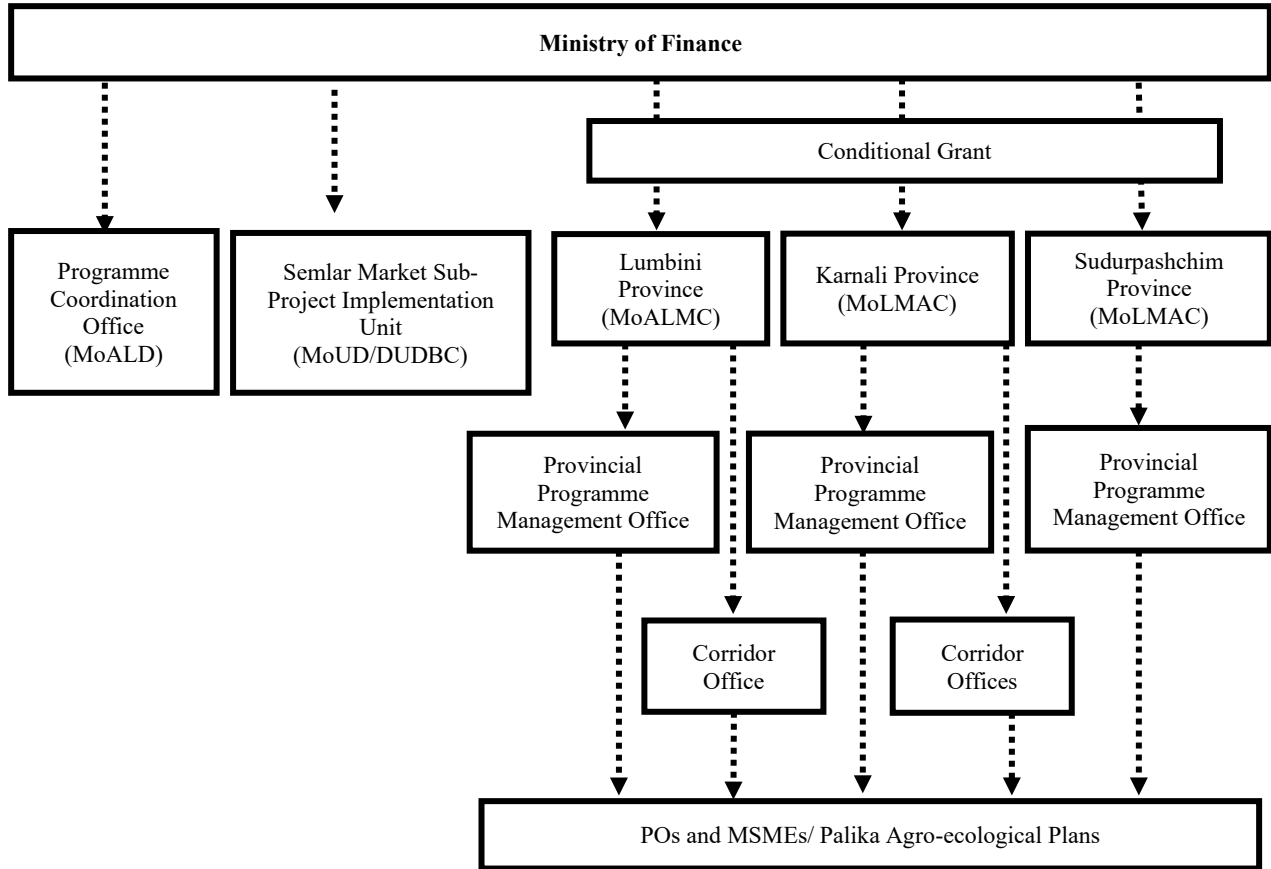 Ministry of Finance
Conditional Grant
Programme
Coordination
Office
(MoALD)
Semlar Market Sub-
Project Implementation
Unit
(MoUD/DUDBC)
Lumbini
Province
(MoALMC)
Karnali Province
(MoLMAC)
Sudurpashchim
Province
(MoLMAC)
Provincial
Programme
Management Office
Provincial
Programme
Management Office
Provincial
Programme
Management Office
Corridor
Office
Corridor
Offices
POs and MSMEs/ Palika Agro-ecological Plans